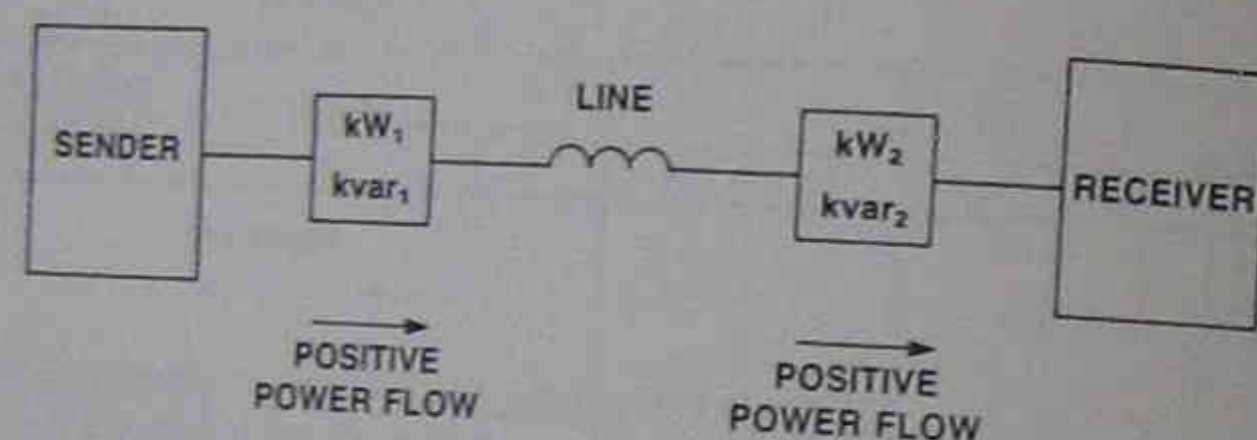 SENDER
kW₁
kvar₁
LINE
kW₂
kvar₂
RECEIVER
POSITIVE
POWER FLOW
POSITIVE
POWER FLOW